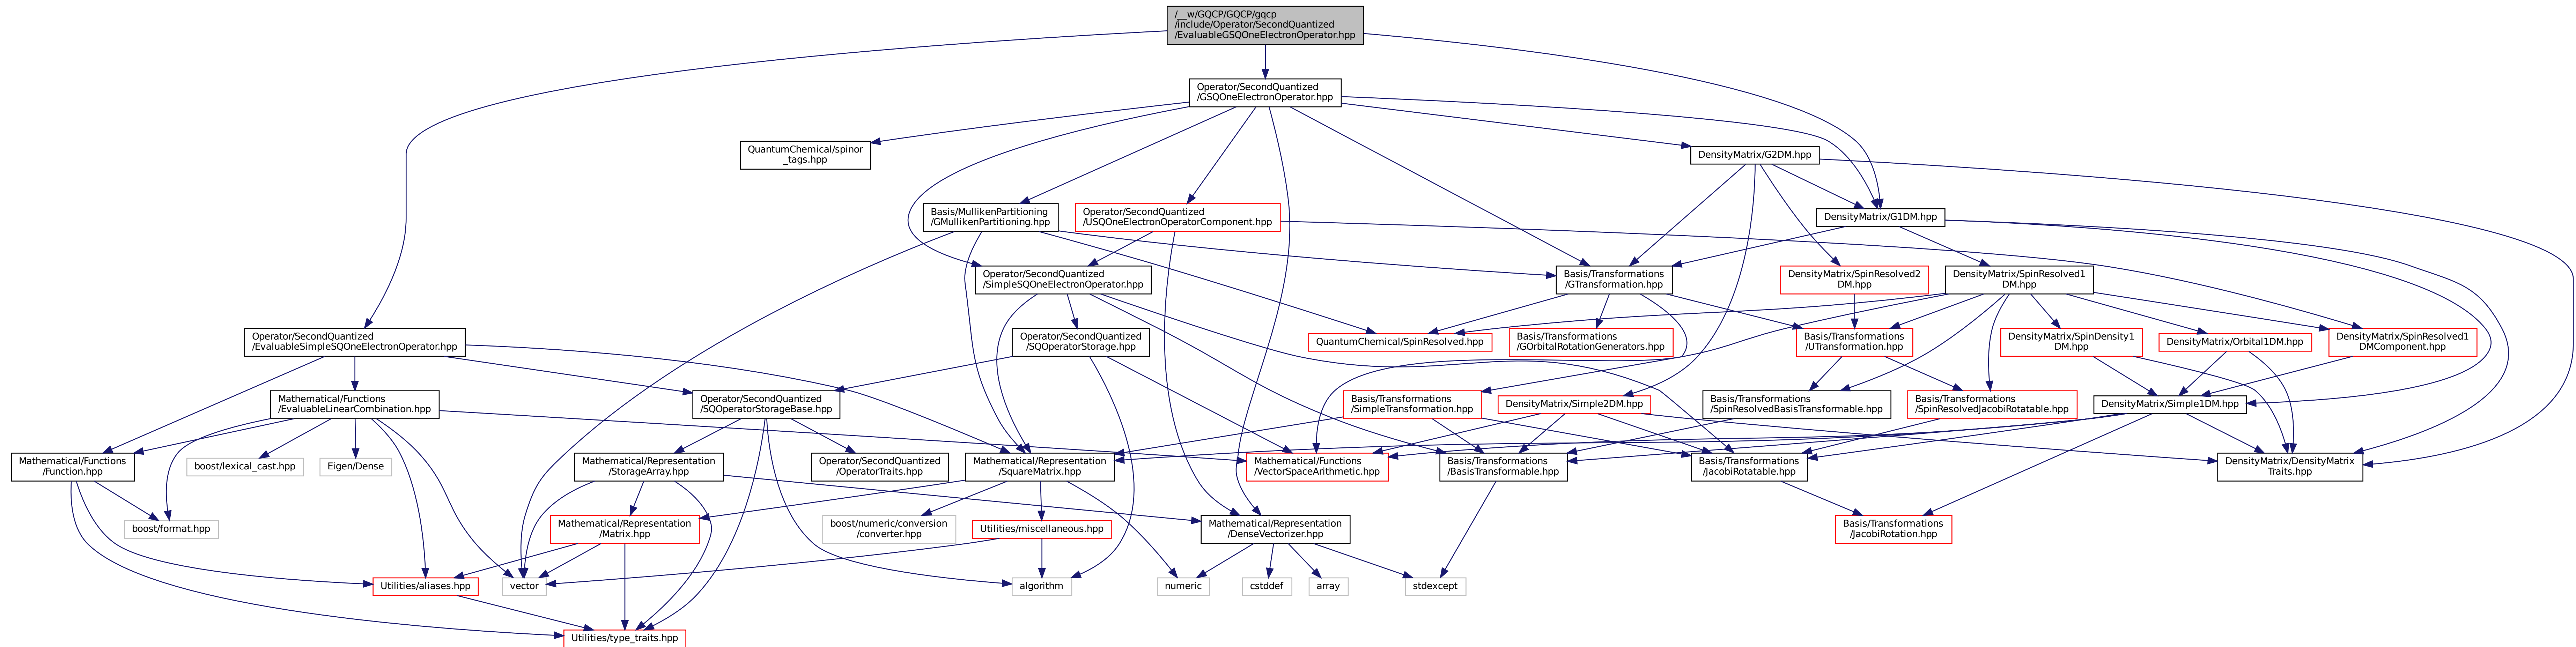 /__w/GQCP/GQCP/gqcp
/include/Operator/SecondQuantized
/EvaluableGSQOneElectronOperator.hpp
Operator/SecondQuantized
/GSQOneElectronOperator.hpp
QuantumChemical/spinor
_tags.hpp
DensityMatrix/G2DM.hpp
Basis/MullikenPartitioning
/GMullikenPartitioning.hpp
Operator/SecondQuantized
/USQOneElectronOperatorComponent.hpp
DensityMatrix/G1DM.hpp
Operator/SecondQuantized
/SimpleSQOneElectronOperator.hpp
Basis/Transformations
/GTransformation.hpp
DensityMatrix/SpinResolved2
DM.hpp
DensityMatrix/SpinResolved1
DM.hpp
Operator/SecondQuantized
/EvaluableSimpleSQOneElectronOperator.hpp
Operator/SecondQuantized
/SQOperatorStorage.hpp
QuantumChemical/SpinResolved.hpp
Basis/Transformations
/GOrbitalRotationGenerators.hpp
Basis/Transformations
/UTransformation.hpp
DensityMatrix/SpinDensity1
DM.hpp
DensityMatrix/Orbital1DM.hpp
DensityMatrix/SpinResolved1
DMComponent.hpp
Mathematical/Functions
/EvaluableLinearCombination.hpp
Operator/SecondQuantized
/SQOperatorStorageBase.hpp
Basis/Transformations
/SimpleTransformation.hpp
DensityMatrix/Simple2DM.hpp
Basis/Transformations
/SpinResolvedBasisTransformable.hpp
Basis/Transformations
/SpinResolvedJacobiRotatable.hpp
DensityMatrix/Simple1DM.hpp
Mathematical/Functions
/Function.hpp
boost/lexical_cast.hpp
Eigen/Dense
Mathematical/Representation
/StorageArray.hpp
Operator/SecondQuantized
/OperatorTraits.hpp
Mathematical/Representation
/SquareMatrix.hpp
Mathematical/Functions
/VectorSpaceArithmetic.hpp
Basis/Transformations
/BasisTransformable.hpp
Basis/Transformations
/JacobiRotatable.hpp
DensityMatrix/DensityMatrix
Traits.hpp
boost/format.hpp
Mathematical/Representation
/Matrix.hpp
boost/numeric/conversion
/converter.hpp
Utilities/miscellaneous.hpp
Mathematical/Representation
/DenseVectorizer.hpp
Basis/Transformations
/JacobiRotation.hpp
Utilities/aliases.hpp
vector
algorithm
numeric
cstddef
array
stdexcept
Utilities/type_traits.hpp